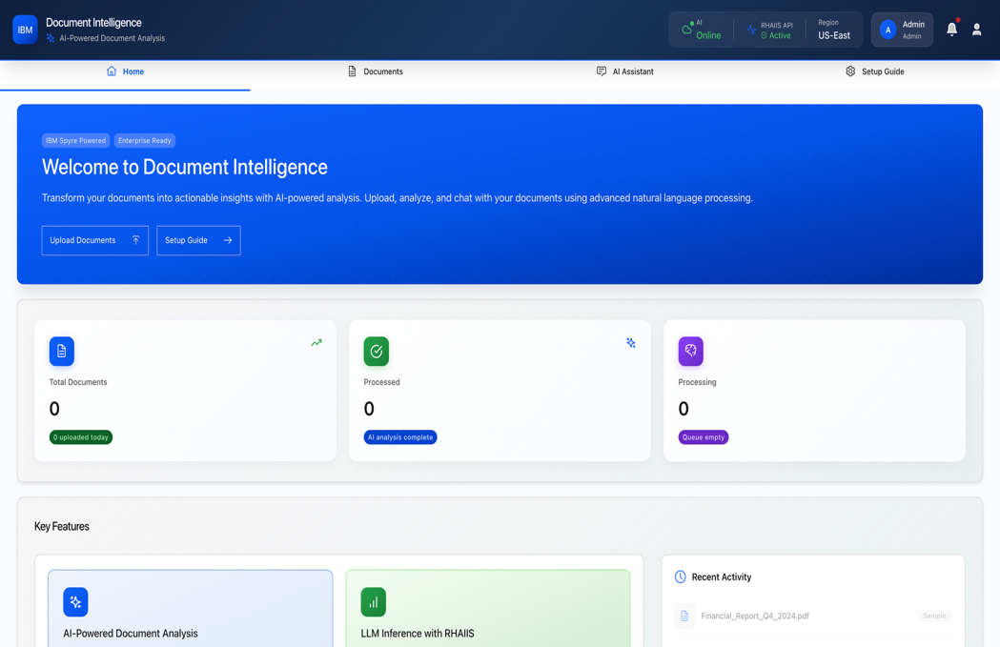 IBM
Document Intelligence
AI-Powered Document Analysis
AI
Online
RHAIIS API
Active
Region
US-East
A
Admin
Admin
Home
Documents
AI Assistant
Setup Guide
IBM Spyre Powered
Enterprise Ready
Welcome to Document Intelligence
Transform your documents into actionable insights with AI-powered analysis. Upload, analyze, and chat with your documents using advanced natural language processing.
Upload Documents
Setup Guide
Total Documents
0
0 uploaded today
Processed
0
AI analysis complete
Processing
0
Queue empty
Key Features
AI-Powered Document Analysis
LLM Inference with RHAIIS
Recent Activity
Financial_Report_Q4_2024.pdf
Sample